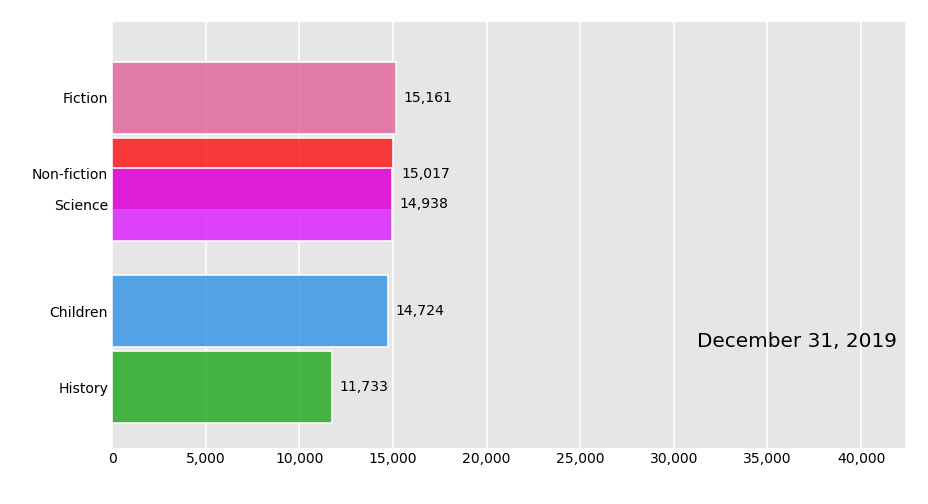 Fiction 15,161
Non-fiction 15,017
Science 14,938
Children 14,724
December 31, 2019
History 11,733
0 5,000 10,000 15,000 20,000 25,000 30,000 35,000 40,000